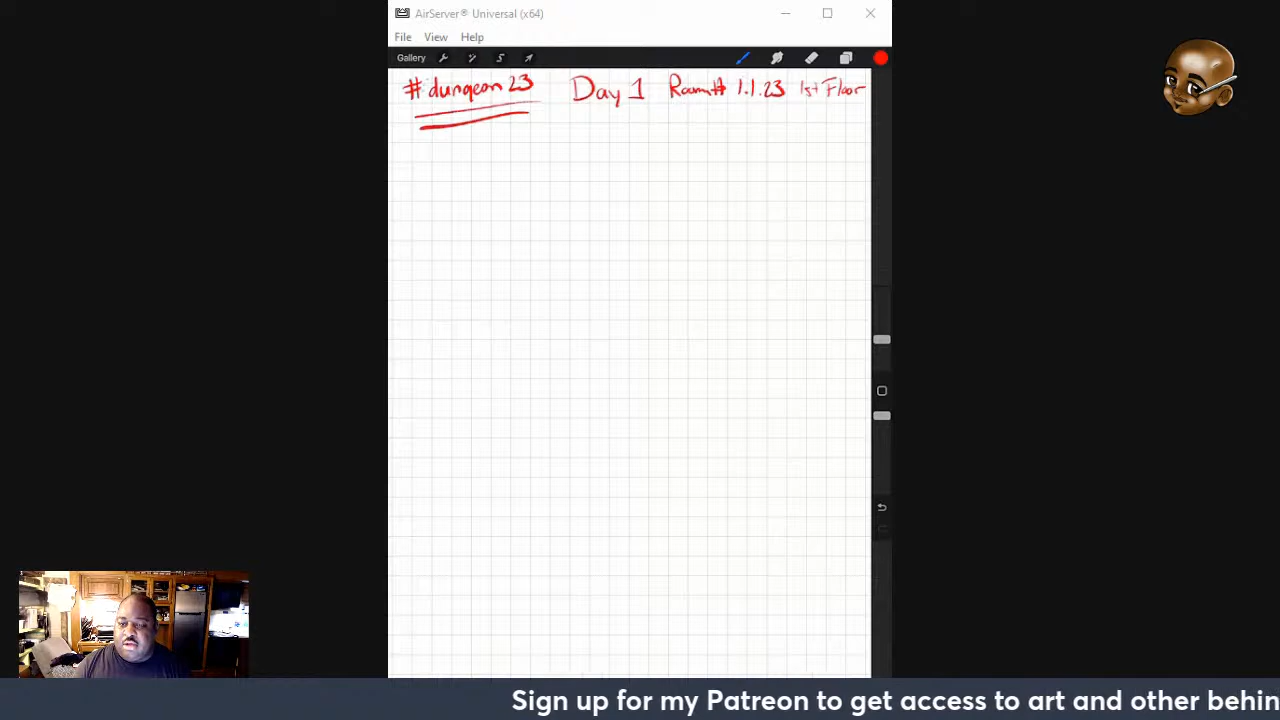 AirServer® Universal (x64)
File View Help
Gallery
#dungeon 23 Day 1 Room# 1.1.23 1st Floor
Sign up for my Patreon to get access to art and other behin